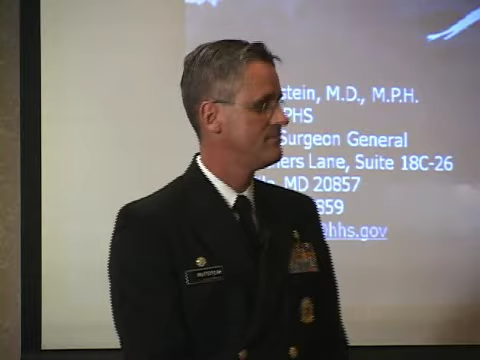 stein, M.D., M.P.H.
PHS
Surgeon General
ers Lane, Suite 18C-26
MD 20857
859
@hhs.gov